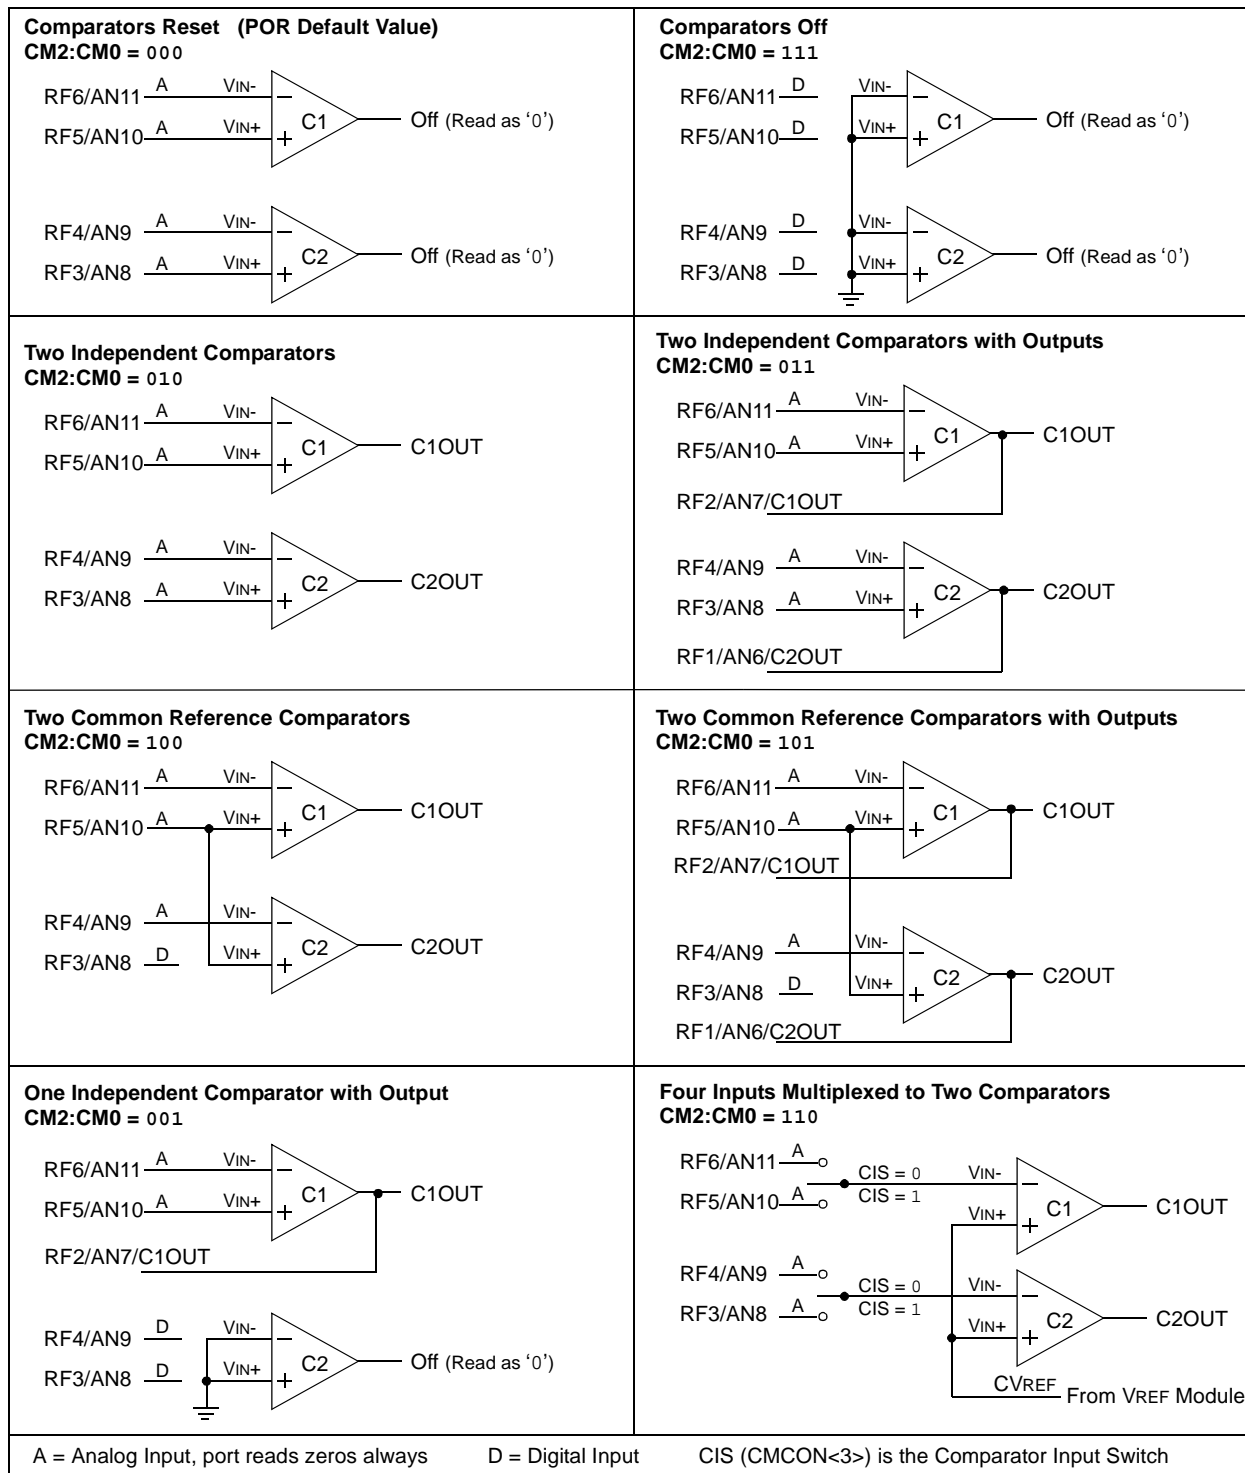 Comparators Reset (POR Default Value)
CM2:CM0 = 000
RF6/AN11 A VIN-
RF5/AN10 A VIN+
C1
Off (Read as ‘0’)
RF4/AN9 A VIN-
RF3/AN8 A VIN+
C2
Off (Read as ‘0’)
Comparators Off
CM2:CM0 = 111
RF6/AN11 D VIN-
RF5/AN10 D VIN+
C1
Off (Read as ‘0’)
RF4/AN9 D VIN-
RF3/AN8 D VIN+
C2
Off (Read as ‘0’)
Two Independent Comparators
CM2:CM0 = 010
RF6/AN11 A VIN-
RF5/AN10 A VIN+
C1
C1OUT
RF4/AN9 A VIN-
RF3/AN8 A VIN+
C2
C2OUT
Two Independent Comparators with Outputs
CM2:CM0 = 011
RF6/AN11 A VIN-
RF5/AN10 A VIN+
C1
C1OUT
RF2/AN7/C1OUT
RF4/AN9 A VIN-
RF3/AN8 A VIN+
C2
C2OUT
RF1/AN6/C2OUT
Two Common Reference Comparators
CM2:CM0 = 100
RF6/AN11 A VIN-
RF5/AN10 A VIN+
C1
C1OUT
RF4/AN9 A VIN-
RF3/AN8 D VIN+
C2
C2OUT
Two Common Reference Comparators with Outputs
CM2:CM0 = 101
RF6/AN11 A VIN-
RF5/AN10 A VIN+
C1
C1OUT
RF2/AN7/C1OUT
RF4/AN9 A VIN-
RF3/AN8 D VIN+
C2
C2OUT
RF1/AN6/C2OUT
One Independent Comparator with Output
CM2:CM0 = 001
RF6/AN11 A VIN-
RF5/AN10 A VIN+
C1
C1OUT
RF2/AN7/C1OUT
RF4/AN9 D VIN-
RF3/AN8 D VIN+
C2
Off (Read as ‘0’)
Four Inputs Multiplexed to Two Comparators
CM2:CM0 = 110
RF6/AN11 A
CIS = 0 VIN-
RF5/AN10 A CIS = 1
VIN+
C1
C1OUT
RF4/AN9 A
CIS = 0 VIN-
RF3/AN8 A CIS = 1
VIN+
C2
C2OUT
CVREF
From VREF Module
A = Analog Input, port reads zeros always D = Digital Input CIS (CMCON<3>) is the Comparator Input Switch